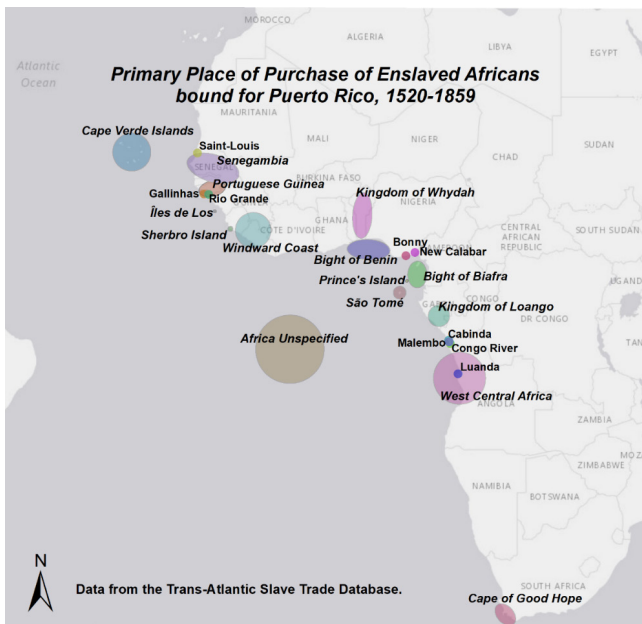 MOROCCO
ALGERIA
LIBYA
EGYPT
Atlantic
Ocean
Primary Place of Purchase of Enslaved Africans
bound for Puerto Rico, 1520-1859
MAURITANIA
MALI
NIGER
CHAD
SUDAN
Cape Verde Islands
Saint-Louis
Senegambia
SENEGAL
Portuguese Guinea
BURKINA FASO
Kingdom of Whydah
NIGERIA
Gallinhas
Rio Grande
Îles de Los
GHANA
CÔTE D'IVOIRE
Sherbro Island
Windward Coast
Bonny
New Calabar
CENTRAL
AFRICAN
REPUBLIC
SOUTH SUDAN
Bight of Benin
Prince's Island
Bight of Biafra
São Tomé
CONGO
Kingdom of Loango
DR CONGO
Africa Unspecified
Cabinda
Malembo
Congo River
Luanda
West Central Africa
ANGOLA
ZAMBIA
ZIMBABWE
NAMIBIA
BOTSWANA
N
Data from the Trans-Atlantic Slave Trade Database.
SOUTH AFRICA
Cape of Good Hope